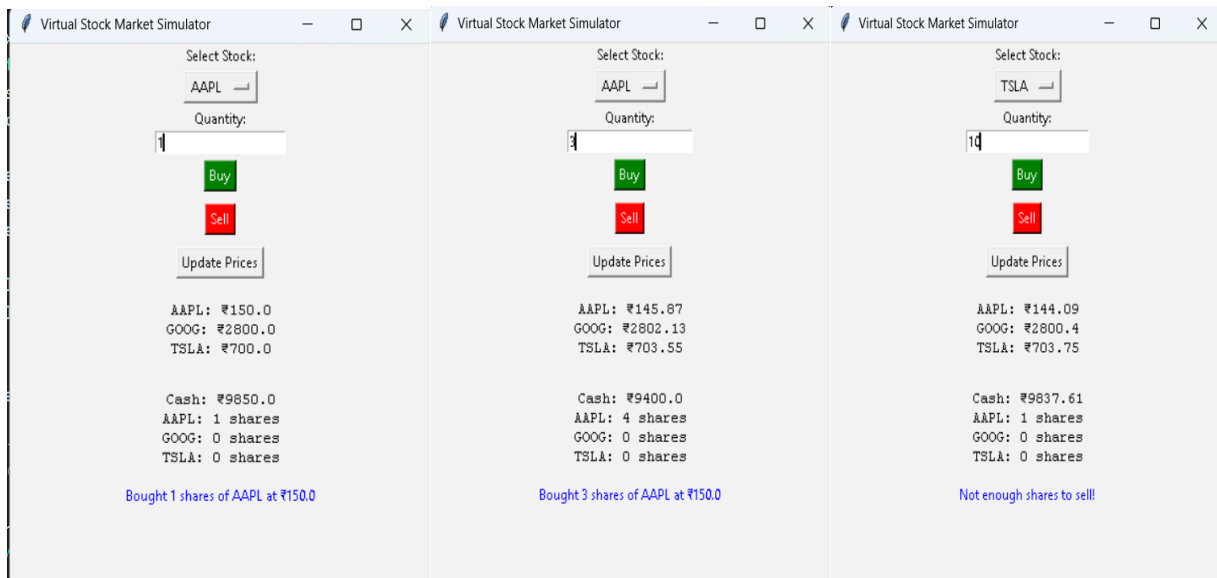 Virtual Stock Market Simulator
Select Stock:
AAPL
Quantity:
1
Buy
Sell
Update Prices
AAPL: ₹150.0
GOOG: ₹2800.0
TSLA: ₹700.0
Cash: ₹9850.0
AAPL: 1 shares
GOOG: 0 shares
TSLA: 0 shares
Bought 1 shares of AAPL at ₹150.0
Virtual Stock Market Simulator
Select Stock:
AAPL
Quantity:
3
Buy
Sell
Update Prices
AAPL: ₹145.87
GOOG: ₹2802.13
TSLA: ₹703.55
Cash: ₹9400.0
AAPL: 4 shares
GOOG: 0 shares
TSLA: 0 shares
Bought 3 shares of AAPL at ₹150.0
Virtual Stock Market Simulator
Select Stock:
TSLA
Quantity:
10
Buy
Sell
Update Prices
AAPL: ₹144.09
GOOG: ₹2800.4
TSLA: ₹703.75
Cash: ₹9837.61
AAPL: 1 shares
GOOG: 0 shares
TSLA: 0 shares
Not enough shares to sell!